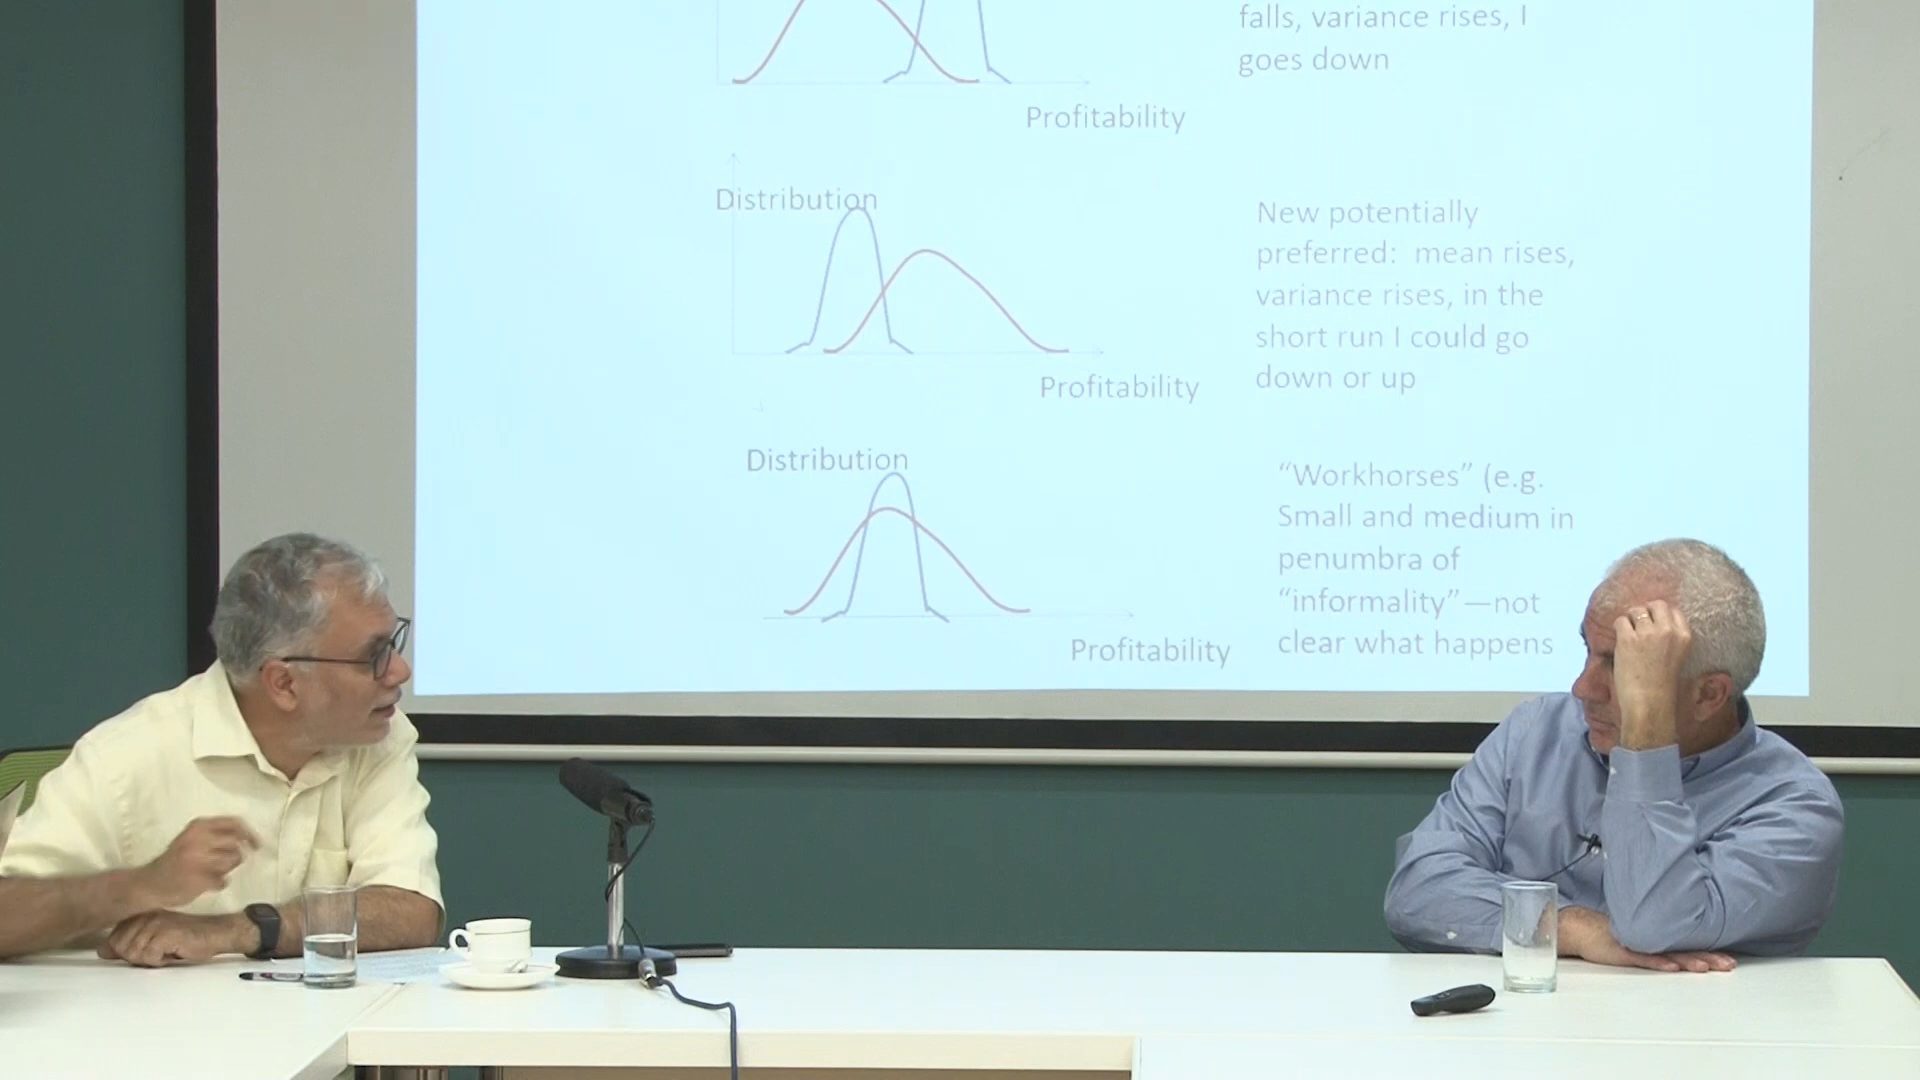 falls, variance rises, I
goes down
Profitability
Distribution
New potentially
preferred: mean rises,
variance rises, in the
short run I could go
down or up
Profitability
Distribution
“Workhorses” (e.g.
Small and medium in
penumbra of
“informality”—not
clear what happens
Profitability